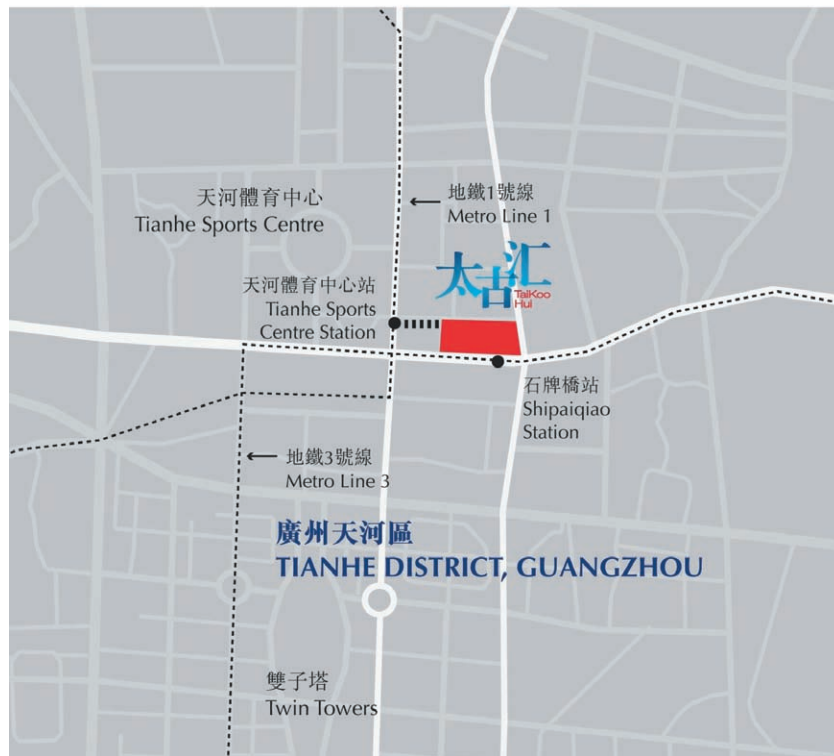 天河體育中心
Tianhe Sports Centre
地鐵1號線
Metro Line 1
太古汇
TaiKoo
Hui
天河體育中心站
Tianhe Sports
Centre Station
石牌橋站
Shipaiqiao
Station
地鐵3號線
Metro Line 3
廣州天河區
TIANHE DISTRICT, GUANGZHOU
雙子塔
Twin Towers